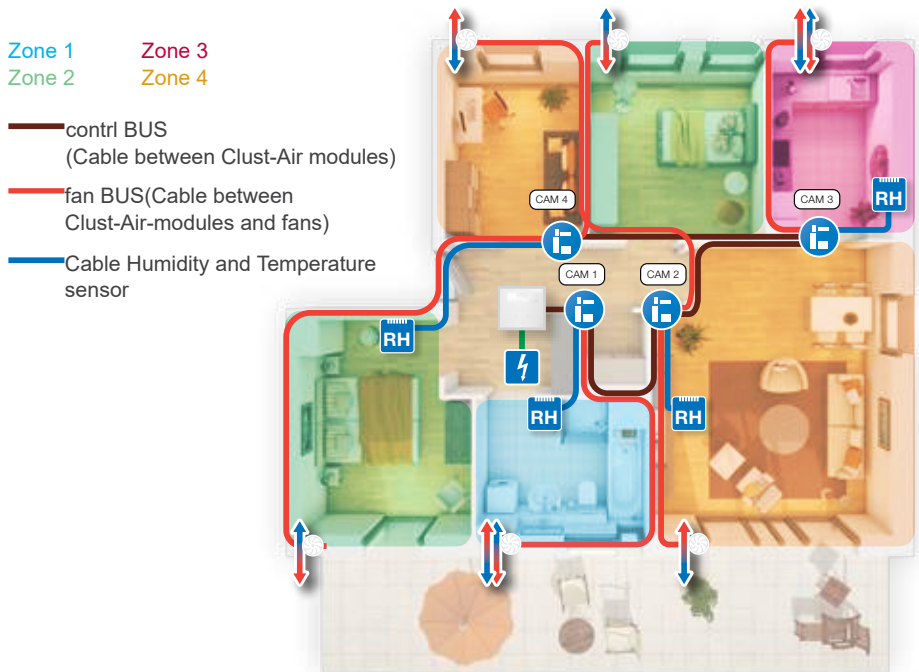 Zone 1
Zone 3
Zone 2
Zone 4
contrl BUS
(Cable between Clust-Air modules)
fan BUS(Cable between
Clust-Air-modules and fans)
Cable Humidity and Temperature
sensor
CAM 4
CAM 3
RH
CAM 1
CAM 2
RH
RH
RH